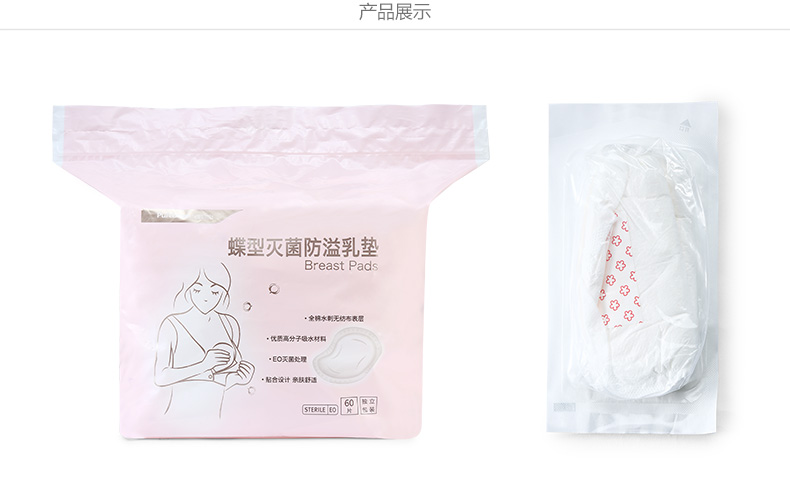 产品展示
蝶型灭菌防溢乳垫
Breast Pads
·全棉水刺无纺布表层
·优质高分子吸水材料
·EO灭菌处理
·贴合设计 亲肤舒适
STERILE EO
60片
独立包装